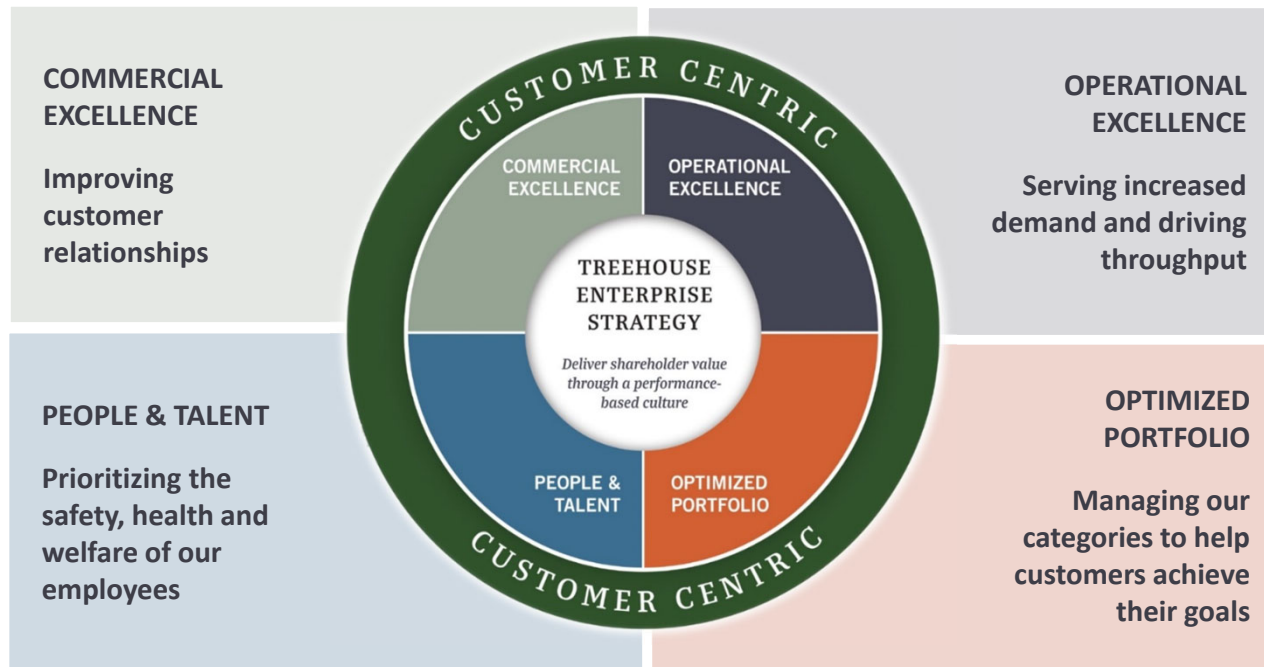 COMMERCIAL
EXCELLENCE
Improving
customer
relationships
OPERATIONAL
EXCELLENCE
Serving increased
demand and driving
throughput
CUSTOMER CENTRIC
COMMERCIAL
EXCELLENCE
OPERATIONAL
EXCELLENCE
TREEHOUSE
ENTERPRISE
STRATEGY
Deliver shareholder value
through a performance-
based culture
PEOPLE &
TALENT
OPTIMIZED
PORTFOLIO
CUSTOMER CENTRIC
PEOPLE & TALENT
Prioritizing the
safety, health and
welfare of our
employees
OPTIMIZED
PORTFOLIO
Managing our
categories to help
customers achieve
their goals